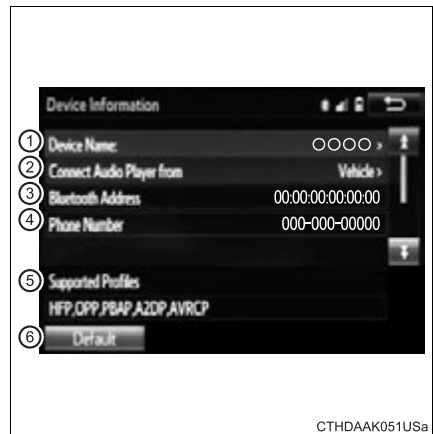 Device Information
1 Device Name: OOOO >
2 Connect Audio Player from Vehicle >
3 Bluetooth Address 00:00:00:00:00:00
4 Phone Number 000-000-00000
5 Supported Profiles
HFP,OPP,PBAP,A2DP,AVRCP
6 Default
CTHDAAK051USa